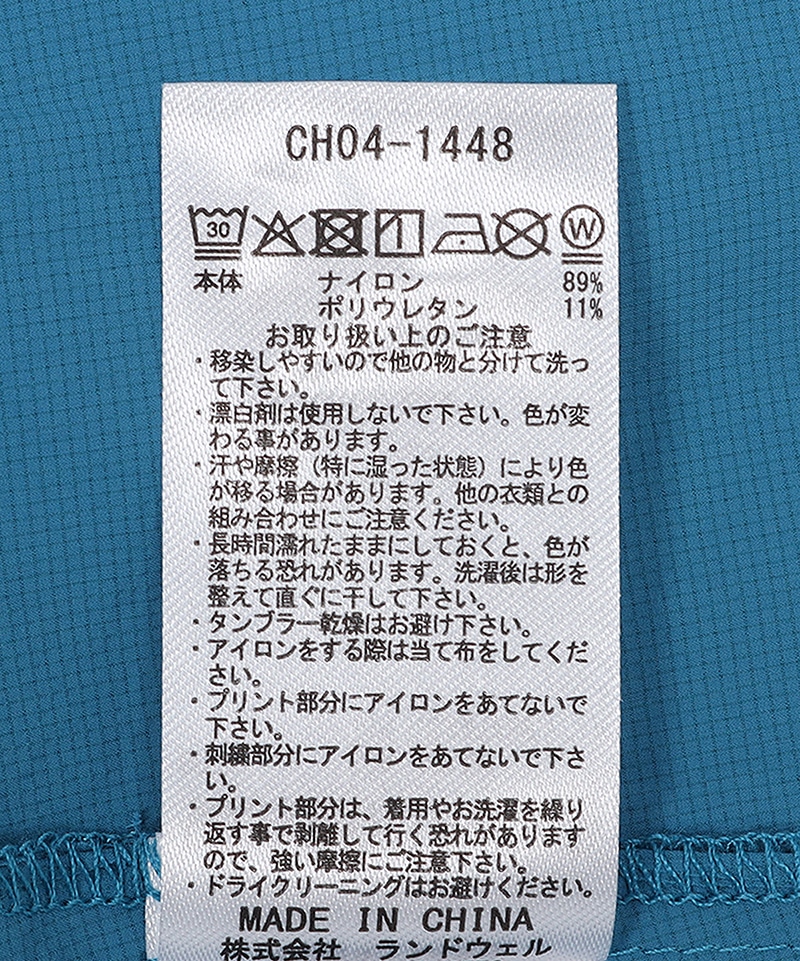 CH04-1448
30 W
本体 ナイロン 89%
ポリウレタン 11%
お取り扱い上のご注意
・移染しやすいので他の物と分けて洗っ
て下さい。
・漂白剤は使用しないで下さい。色が変
わる事があります。
・汗や摩擦（特に湿った状態）により色
が移る場合があります。他の衣類との
組み合わせにご注意ください。
・長時間濡れたままにしておくと、色が
落ちる恐れがあります。洗濯後は形を
整えて直ぐに干して下さい。
・タンブラー乾燥はお避け下さい。
・アイロンをする際は当て布をしてくだ
さい。
・プリント部分にアイロンをあてないで
下さい。
・刺繍部分にアイロンをあてないで下さ
い。
・プリント部分は、着用やお洗濯を繰り
返す事で剥離して行く恐れがあります
ので、強い摩擦にご注意下さい。
・ドライクリーニングはお避けください。
MADE IN CHINA
株式会社 ランドウェル